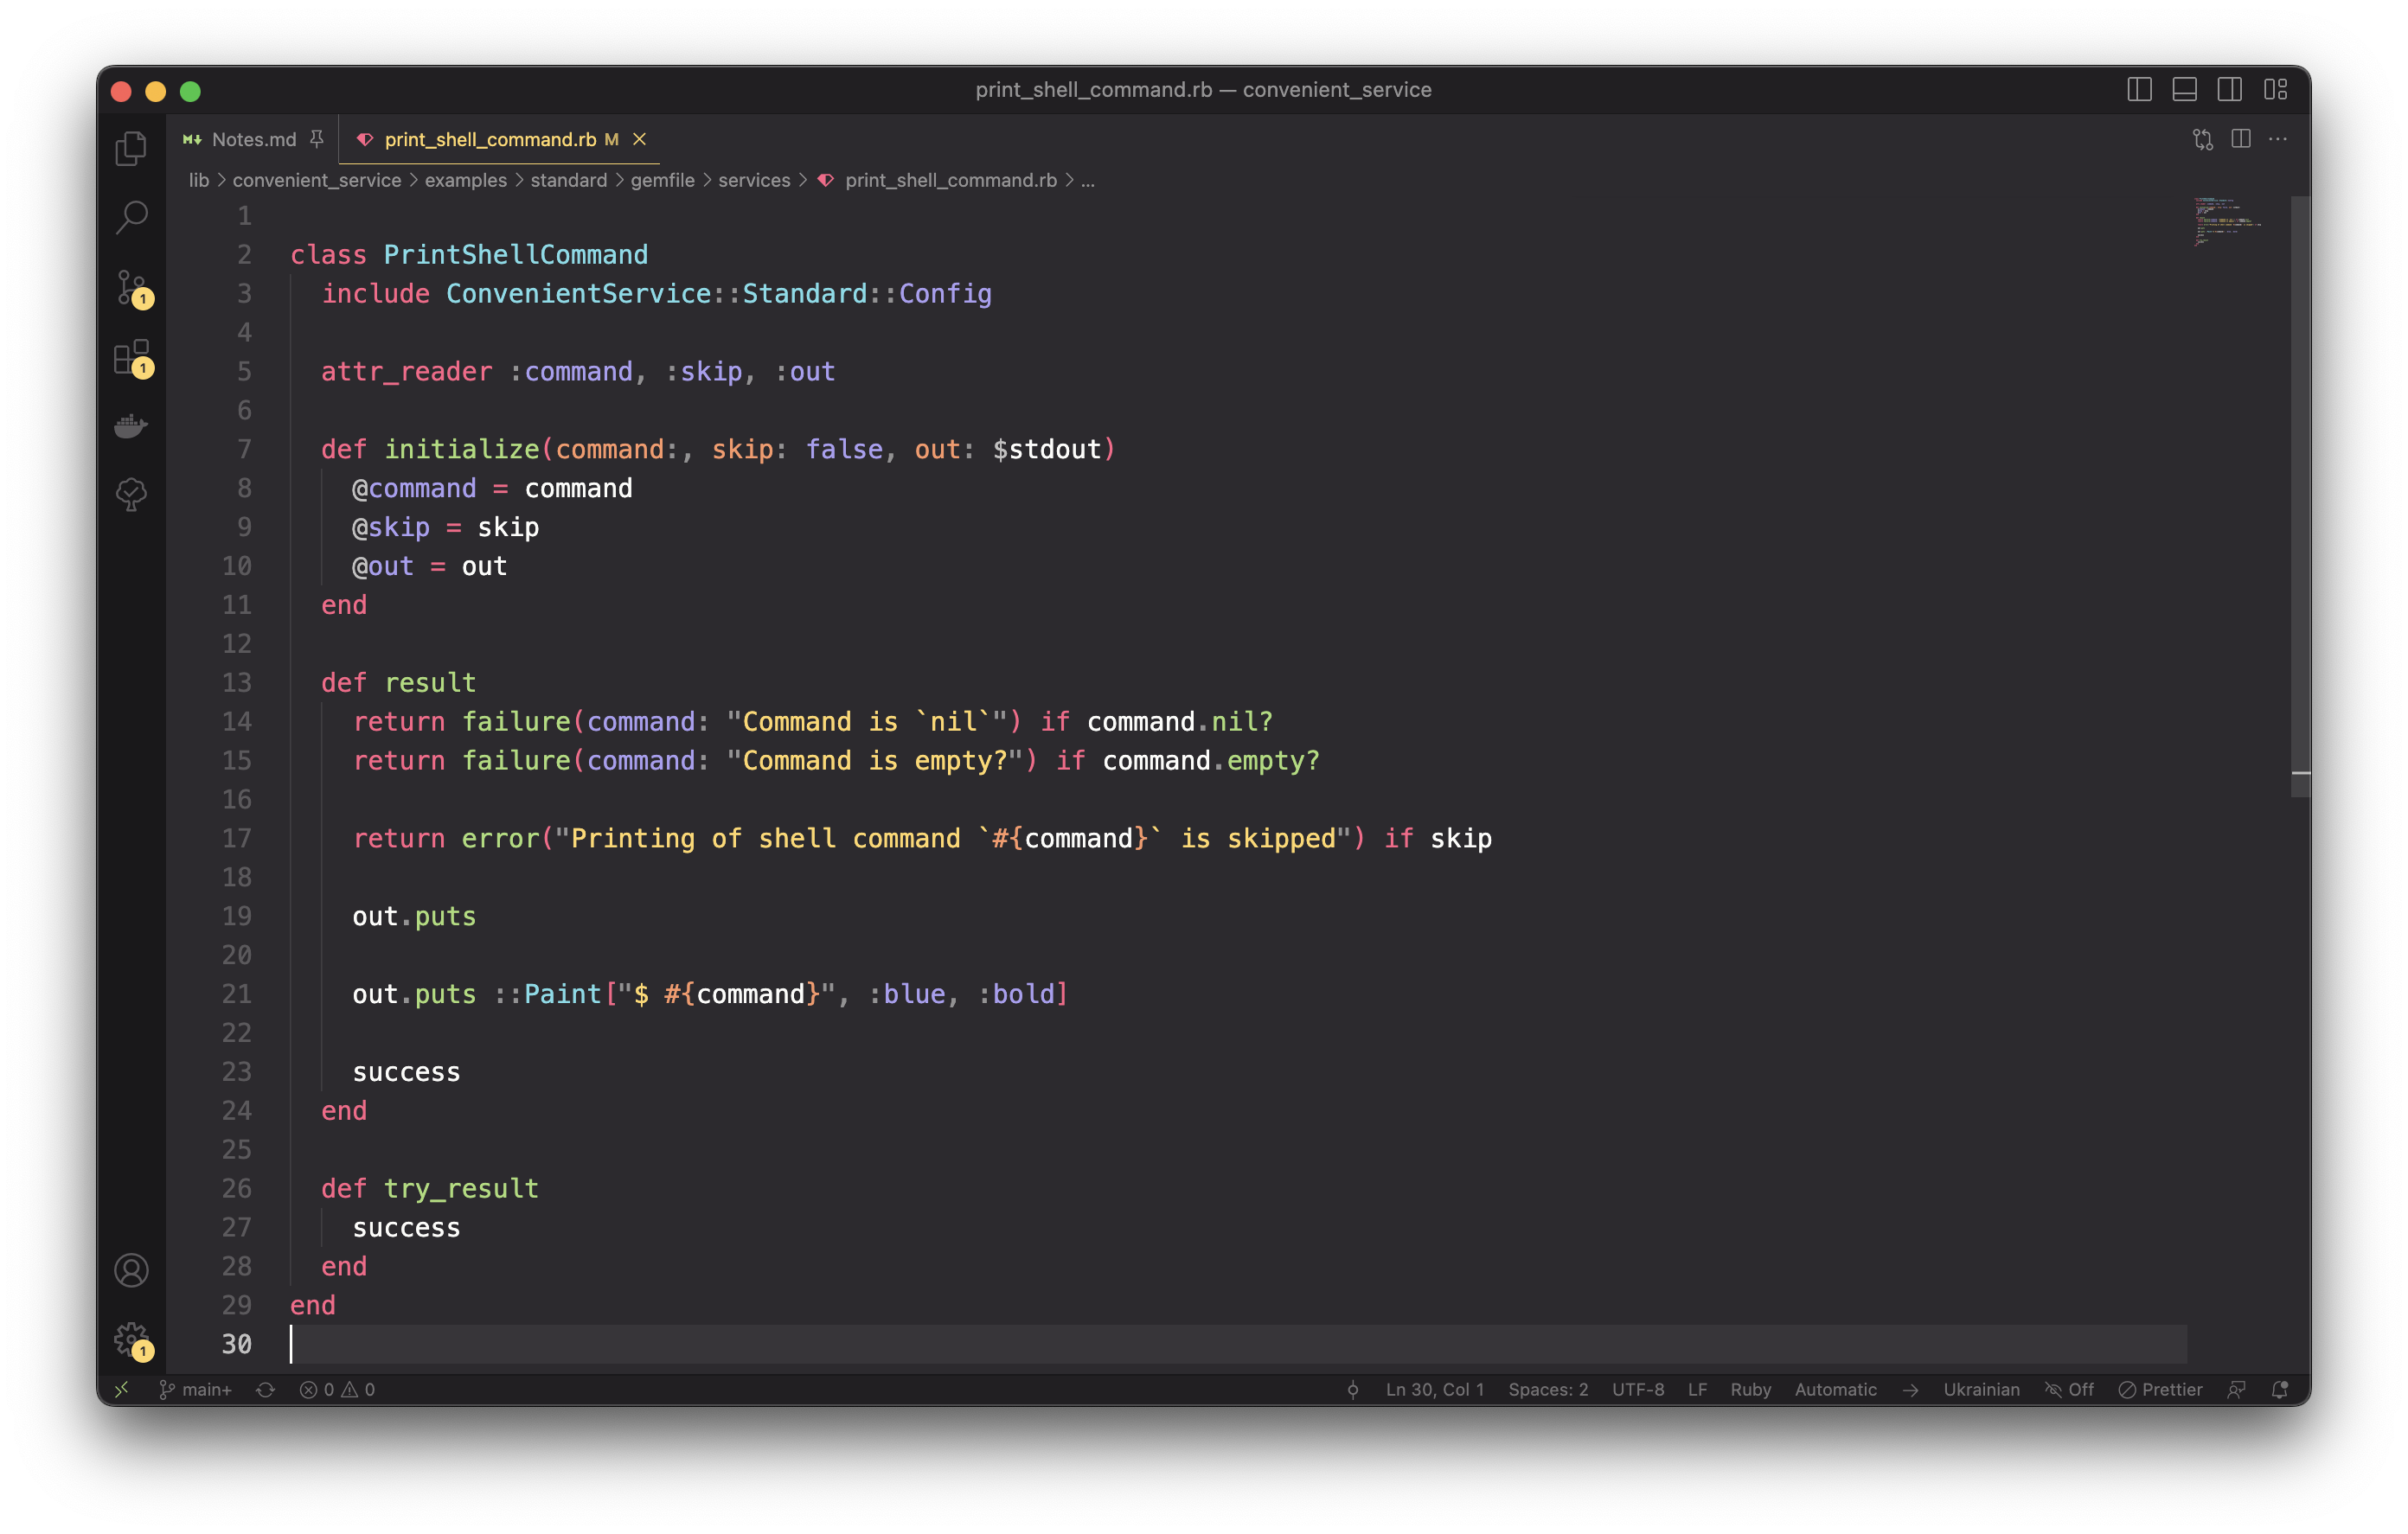 print_shell_command.rb — convenient_service
Notes.md print_shell_command.rb M
lib > convenient_service > examples > standard > gemfile > services > print_shell_command.rb > ...
1
2 class PrintShellCommand
3   include ConvenientService::Standard::Config
4
5   attr_reader :command, :skip, :out
6
7   def initialize(command:, skip: false, out: $stdout)
8     @command = command
9     @skip = skip
10     @out = out
11   end
12
13   def result
14     return failure(command: "Command is `nil`") if command.nil?
15     return failure(command: "Command is empty?") if command.empty?
16
17     return error("Printing of shell command `#{command}` is skipped") if skip
18
19     out.puts
20
21     out.puts ::Paint["$ #{command}", :blue, :bold]
22
23     success
24   end
25
26   def try_result
27     success
28   end
29 end
30
1
1
1
main+ 0 0 Ln 30, Col 1 Spaces: 2 UTF-8 LF Ruby Automatic Ukrainian Off Prettier